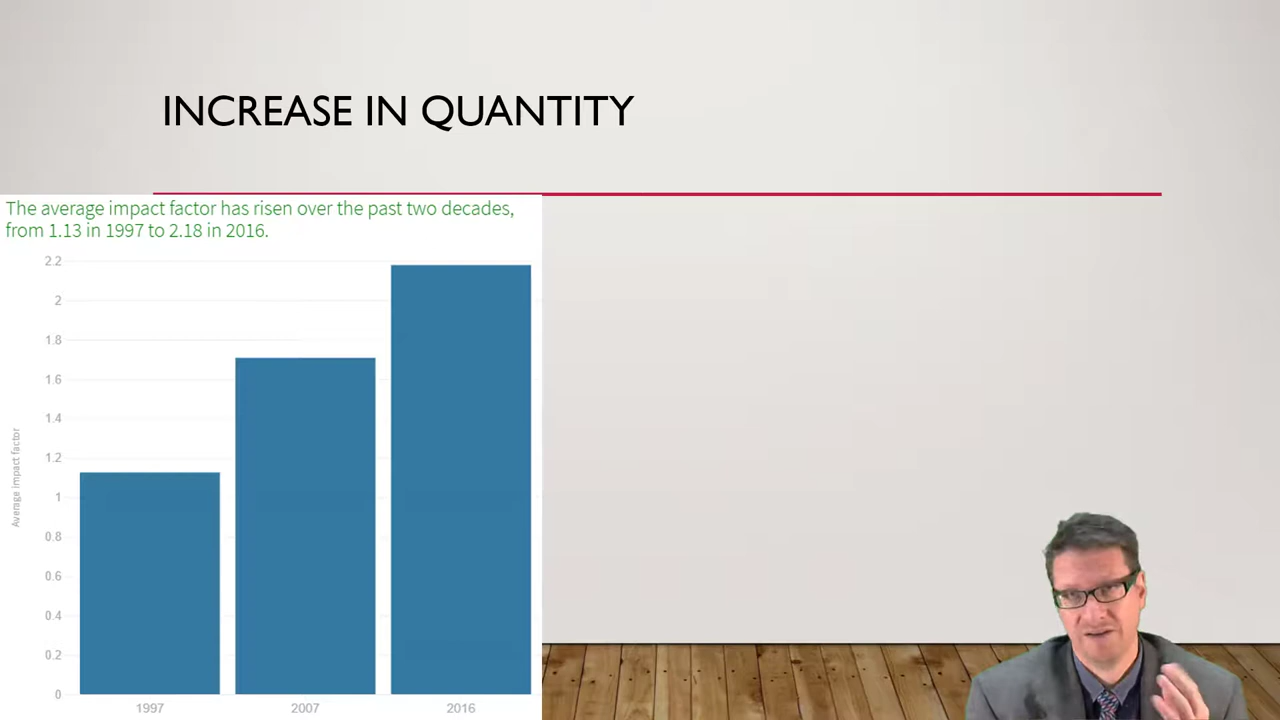 INCREASE IN QUANTITY
The average impact factor has risen over the past two decades,
from 1.13 in 1997 to 2.18 in 2016.
2.2
2
1.8
1.6
1.4
1.2
1
0.8
0.6
0.4
0.2
0
Average impact factor
1997 2007 2016